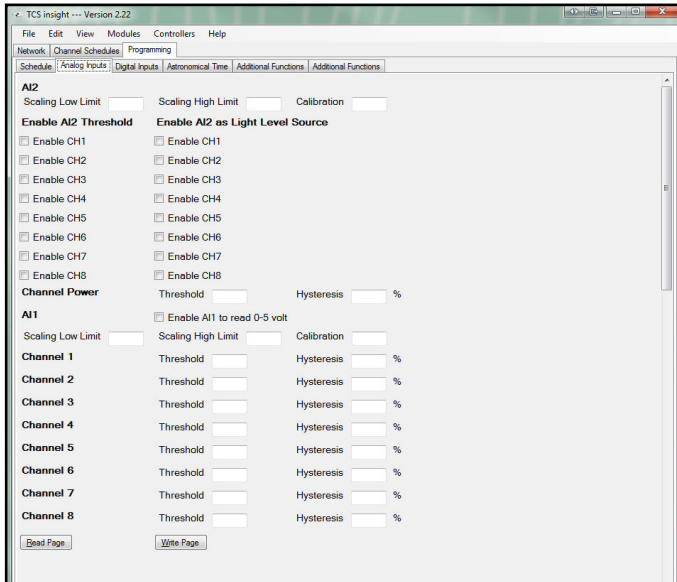 TCS insight --- Version 2.22
File Edit View Modules Controllers Help
Network Channel Schedules Programming
Schedule Analog Inputs Digital Inputs Astronomical Time Additional Functions Additional Functions
AI2
Scaling Low Limit Scaling High Limit Calibration
Enable AI2 Threshold Enable AI2 as Light Level Source
Enable CH1 Enable CH1
Enable CH2 Enable CH2
Enable CH3 Enable CH3
Enable CH4 Enable CH4
Enable CH5 Enable CH5
Enable CH6 Enable CH6
Enable CH7 Enable CH7
Enable CH8 Enable CH8
Channel Power Threshold Hysteresis %
AI1 Enable AI1 to read 0-5 volt
Scaling Low Limit Scaling High Limit Calibration
Channel 1 Threshold Hysteresis %
Channel 2 Threshold Hysteresis %
Channel 3 Threshold Hysteresis %
Channel 4 Threshold Hysteresis %
Channel 5 Threshold Hysteresis %
Channel 6 Threshold Hysteresis %
Channel 7 Threshold Hysteresis %
Channel 8 Threshold Hysteresis %
Read Page Write Page